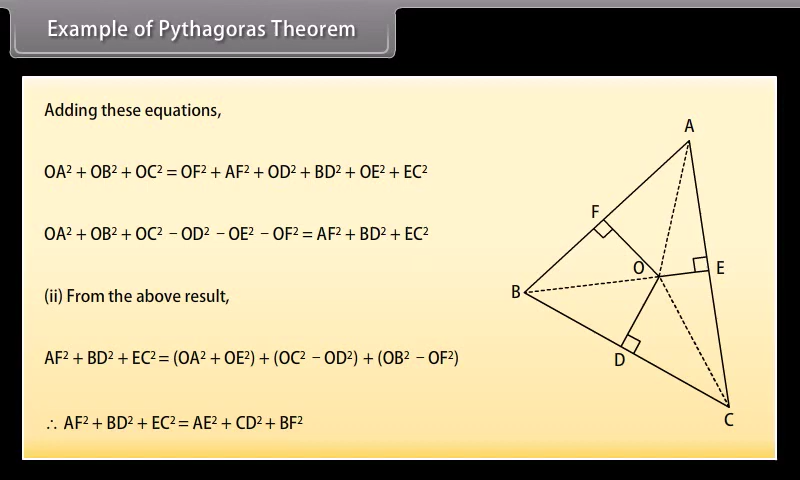 Example of Pythagoras Theorem
Adding these equations,
OA² + OB² + OC² = OF² + AF² + OD² + BD² + OE² + EC²
OA² + OB² + OC² − OD² − OE² − OF² = AF² + BD² + EC²
(ii) From the above result,
AF² + BD² + EC² = (OA² + OE²) + (OC² − OD²) + (OB² − OF²)
∴ AF² + BD² + EC² = AE² + CD² + BF²
A
F
O
E
B
D
C